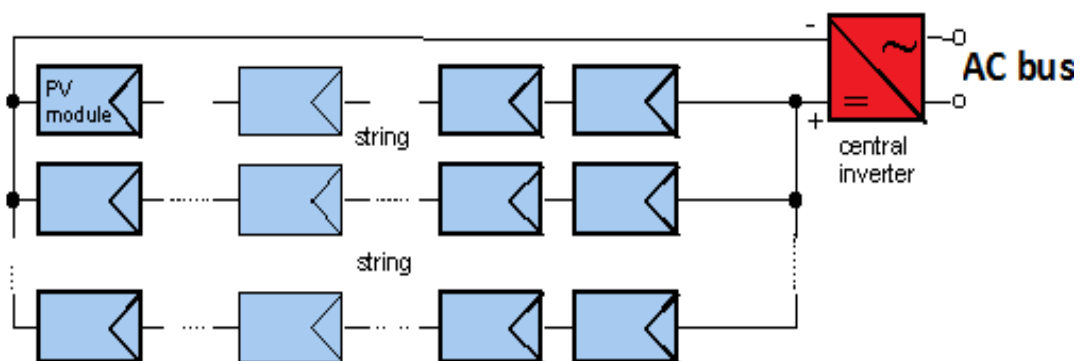 -
AC bus
PV
module
string
+
central
inverter
string